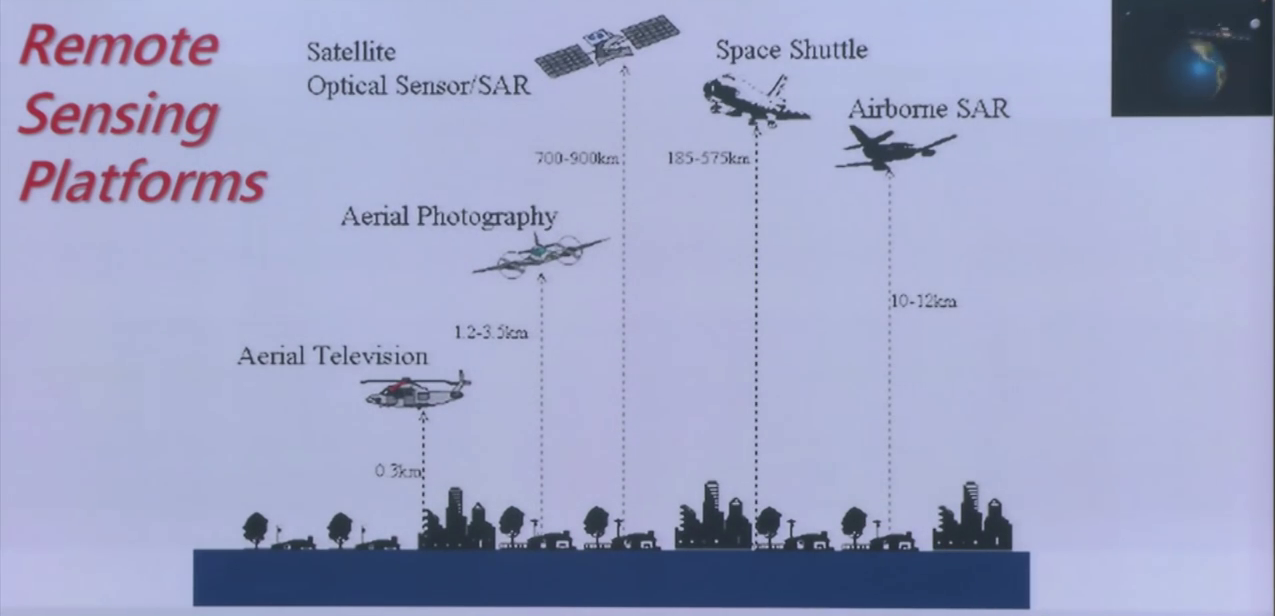 Remote
Sensing
Platforms
Satellite
Optical Sensor/SAR
Space Shuttle
Airborne SAR
700-900km
185-575km
Aerial Photography
10-12km
1.2-3.5km
Aerial Television
0.3km